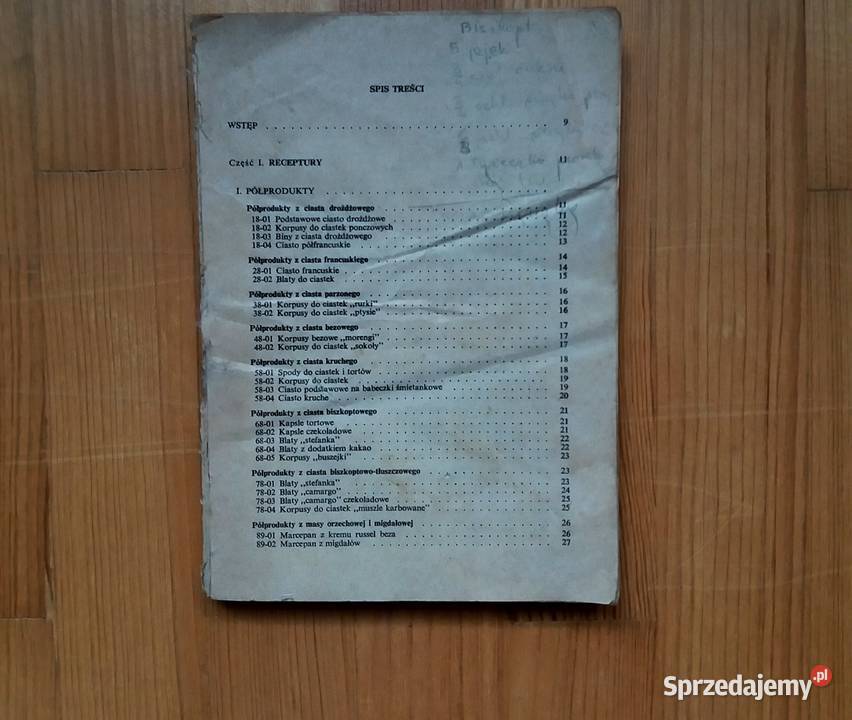 Biszkopt
SPIS TREŚCI
WSTĘP . . . 9
Część I. RECEPTURY . . . 11
I. PÓŁPRODUKTY . . . 11
Półprodukty z ciasta drożdżowego . . . 11
18-01 Podstawowe ciasto drożdżowe . . . 11
18-02 Korpusy do ciastek ponczowych . . . 12
18-03 Biny z ciasta drożdżowego . . . 12
18-04 Ciasto półfrancuskie . . . 13
Półprodukty z ciasta francuskiego . . . 14
28-01 Ciasto francuskie . . . 14
28-02 Blaty do ciastek . . . 15
Półprodukty z ciasta parzonego . . . 16
38-01 Korpusy do ciastek „rurki” . . . 16
38-02 Korpusy do ciastek „ptysie” . . . 16
Półprodukty z ciasta bezowego . . . 17
48-01 Korpusy bezowe „morengi” . . . 17
48-02 Korpusy do ciastek „sokoły” . . . 17
Półprodukty z ciasta kruchego . . . 18
58-01 Spody do ciastek i tortów . . . 18
58-02 Korpusy do ciastek . . . 19
58-03 Ciasto podstawowe na babeczki śmietankowe . . . 19
58-04 Ciasto kruche . . . 20
Półprodukty z ciasta biszkoptowego . . . 21
68-01 Kapsle tortowe . . . 21
68-02 Kapsle czekoladowe . . . 21
68-03 Blaty „stefanka” . . . 22
68-04 Blaty z dodatkiem kakao . . . 22
68-05 Korpusy „buszejki” . . . 23
Półprodukty z ciasta biszkoptowo-tłuszczowego . . . 23
78-01 Blaty „stefanka” . . . 23
78-02 Blaty „camargo” . . . 24
78-03 Blaty „camargo” czekoladowe . . . 25
78-04 Korpusy do ciastek „muszle karbowane” . . . 25
Półprodukty z masy orzechowej i migdałowej . . . 26
89-01 Marcepan z kremu russel beza . . . 26
89-02 Marcepan z migdałów . . . 27
Sprzedajemy.pl